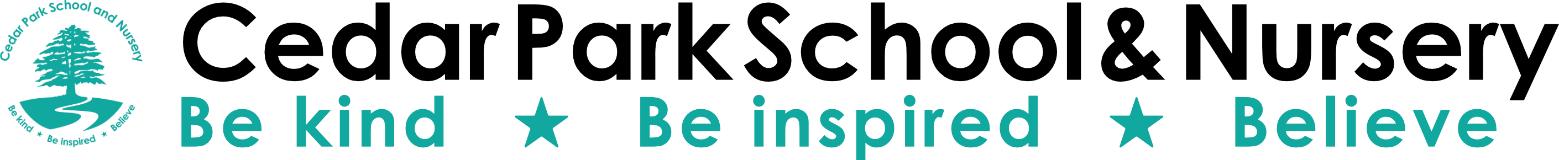 Cedar Park School and Nursery
Be kind ★ Be inspired ★ Believe
Cedar Park School & Nursery
Be kind ★ Be inspired ★ Believe